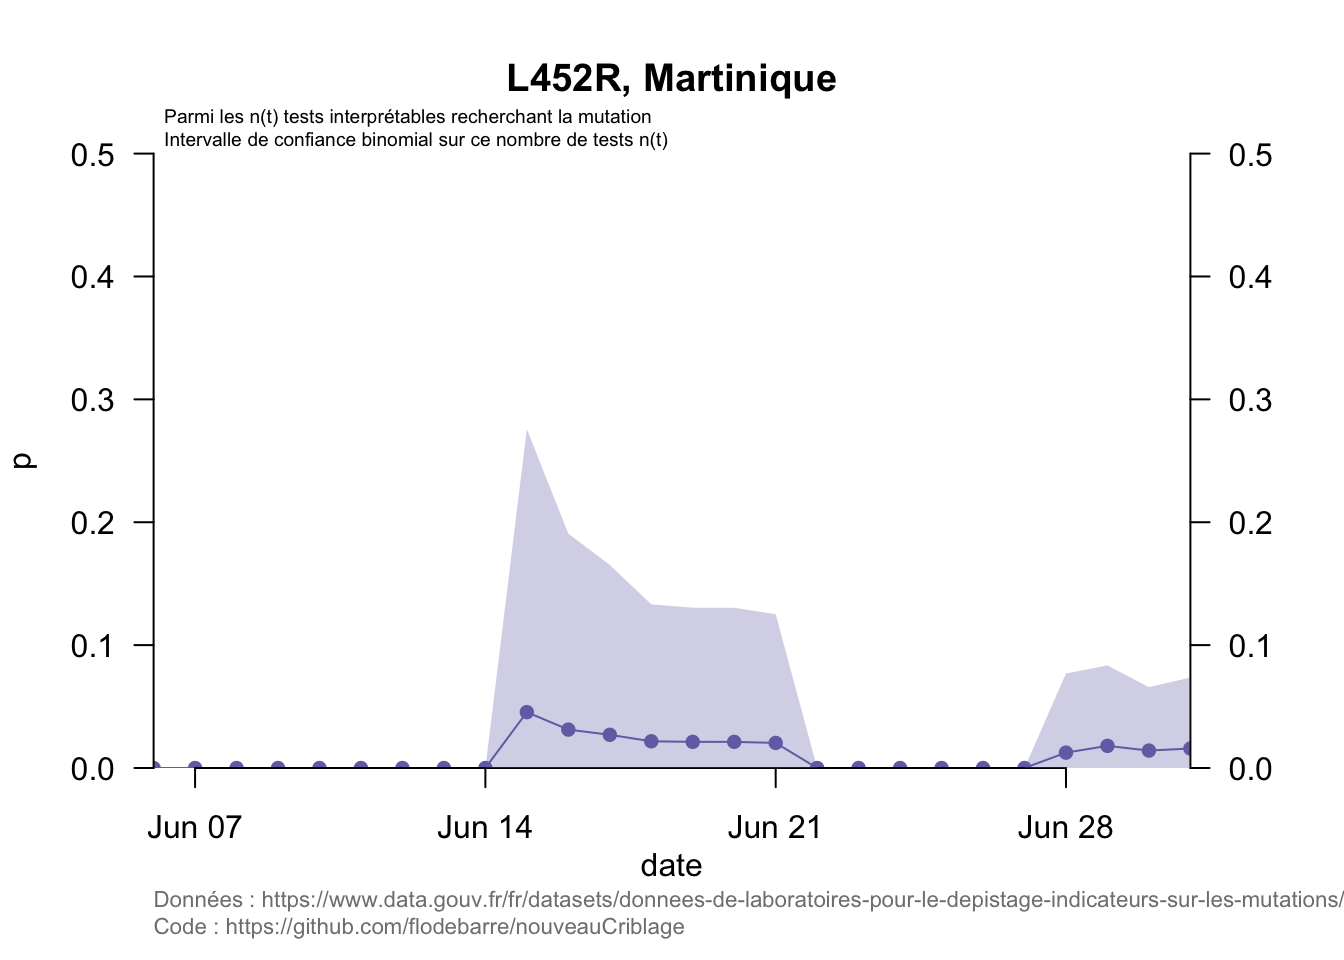 L452R, Martinique
Parmi les n(t) tests interprétables recherchant la mutation
Intervalle de confiance binomial sur ce nombre de tests n(t)
0.5 0.5
0.4 0.4
0.3 0.3
p
0.2 0.2
0.1 0.1
0.0 0.0
Jun 07 Jun 14 Jun 21 Jun 28
date
Données : https://www.data.gouv.fr/fr/datasets/donnees-de-laboratoires-pour-le-depistage-indicateurs-sur-les-mutations/
Code : https://github.com/flodebarre/nouveauCriblage